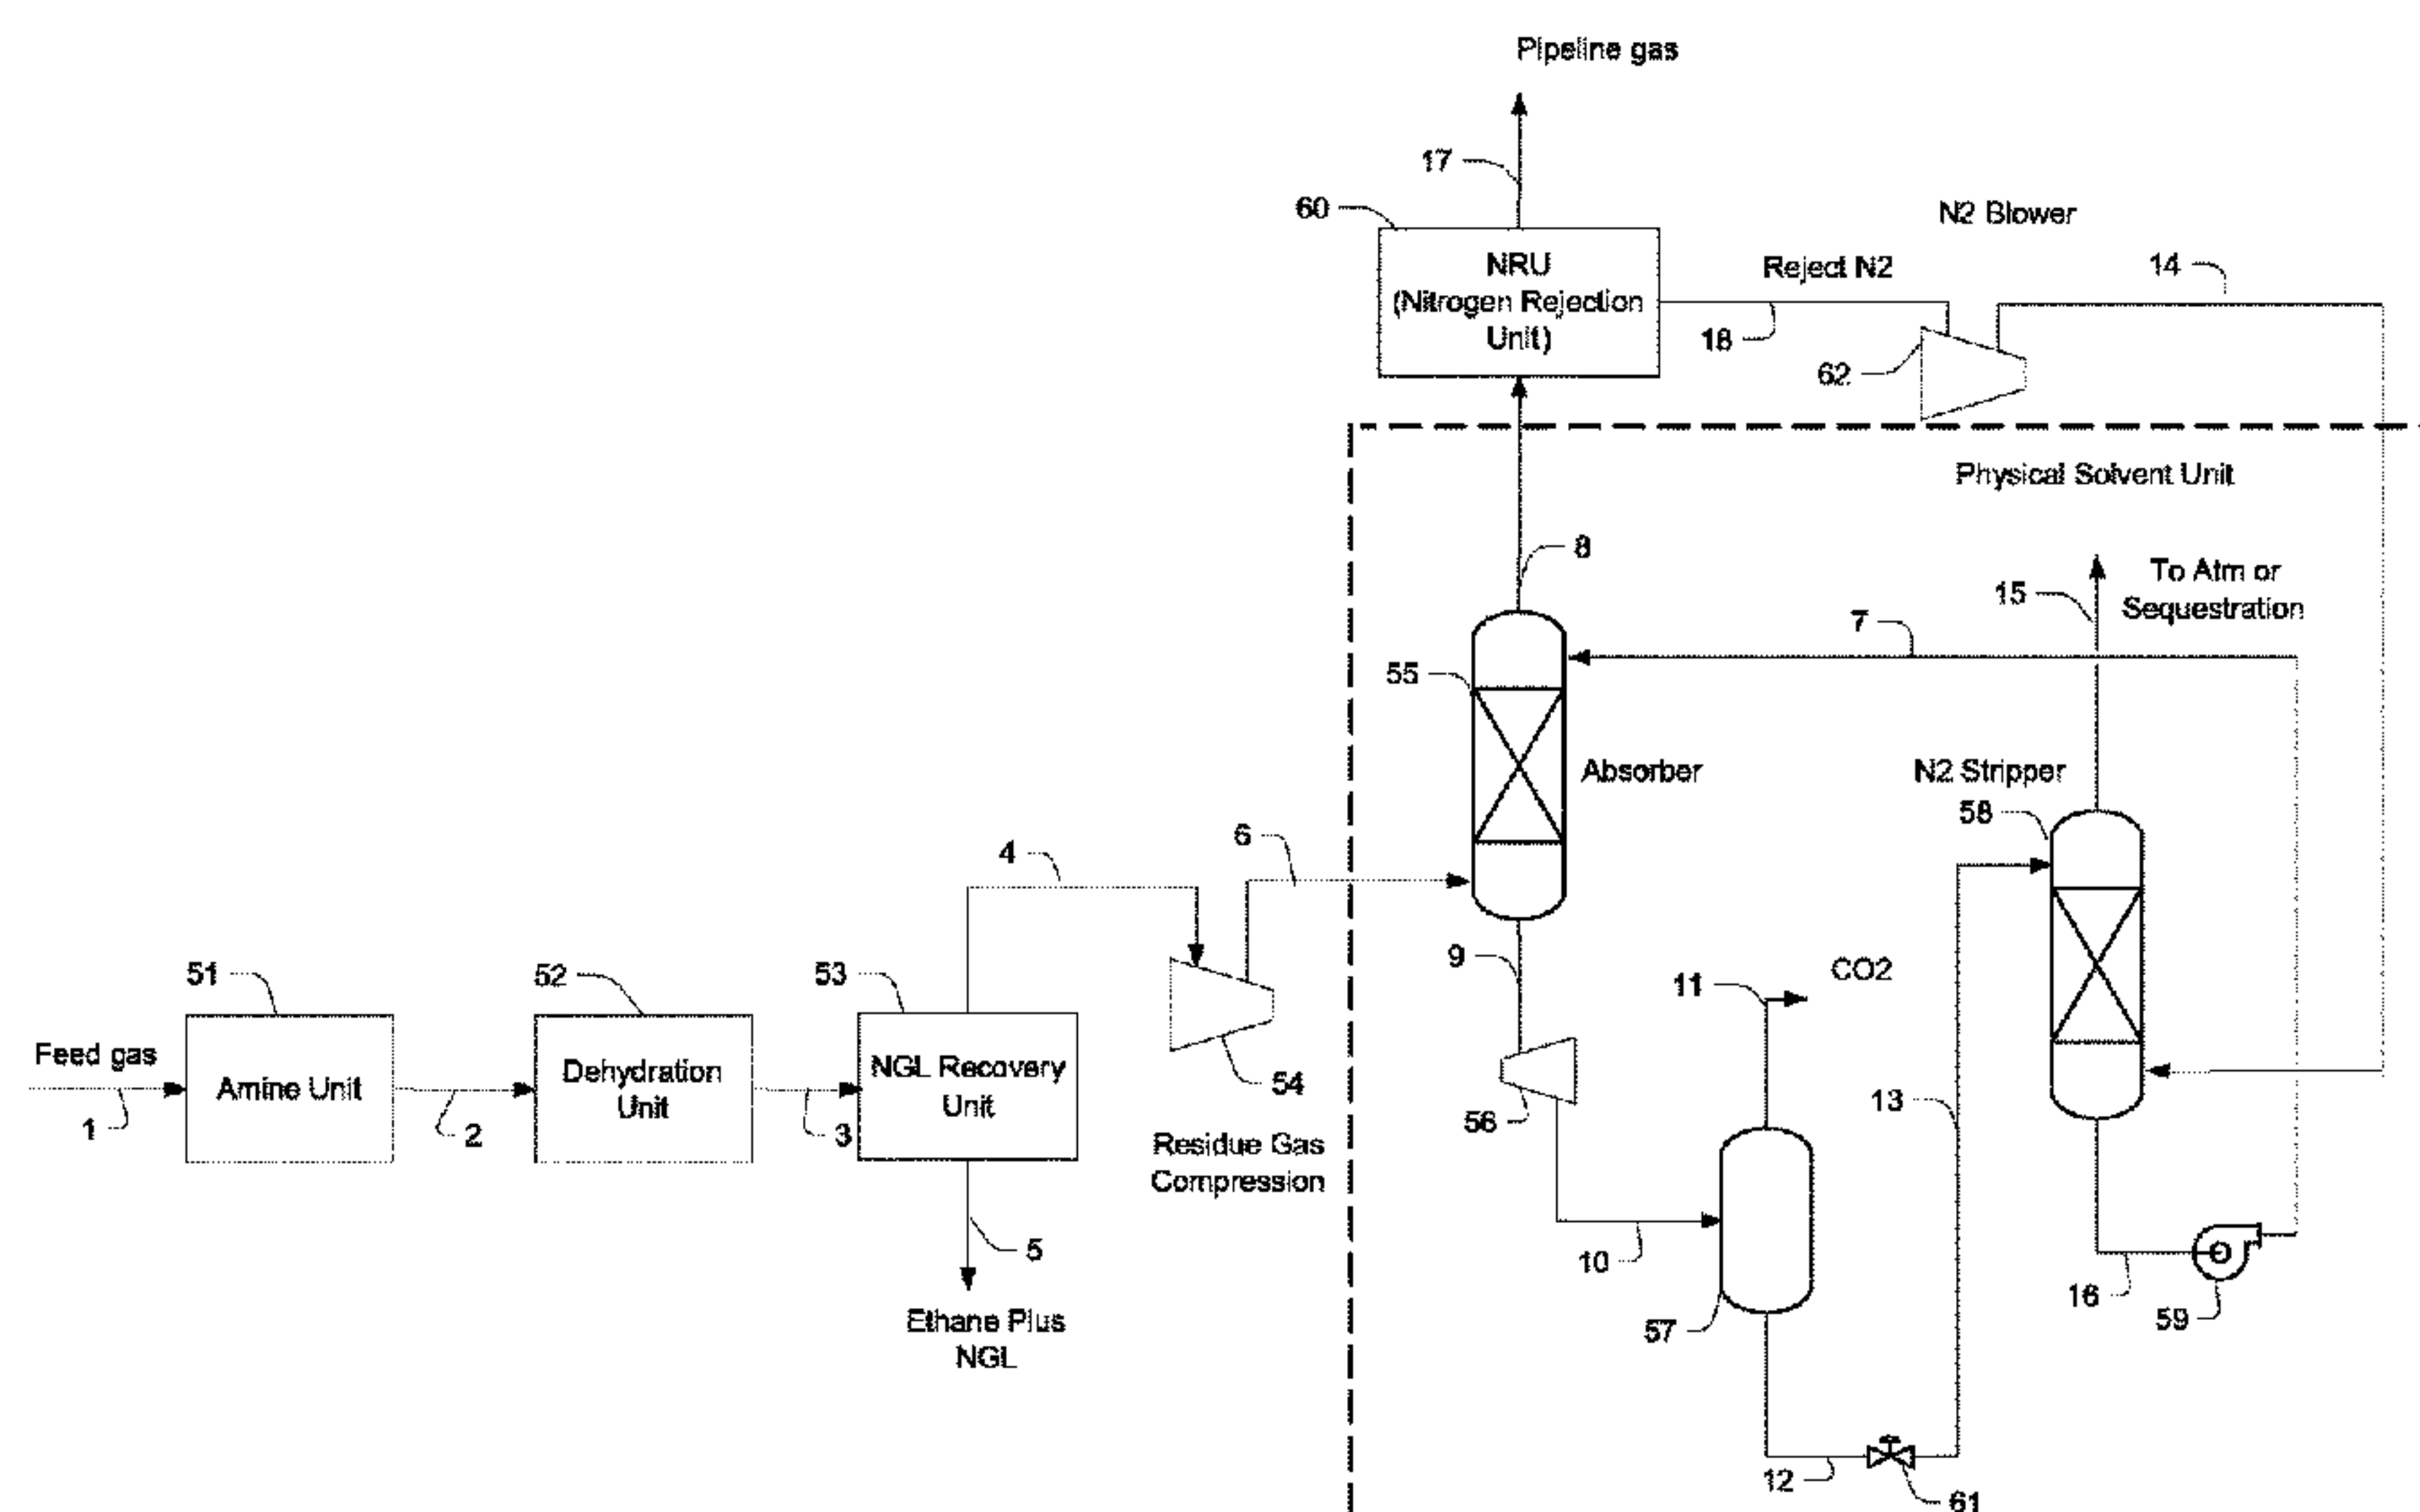 Pipeline gas
17
60
N2 Blower
NRU
(Nitrogen Rejection
Unit)
Reject N2
14
18
62
Physical Solvent Unit
8
15
To Atm or
Sequestration
7
55
Absorber
N2 Stripper
58
6
4
9
CO2
11
51
52
53
Feed gas
Amine Unit
Dehydration
Unit
NGL Recovery
Unit
54
13
56
1
2
3
Residue Gas
Compression
5
10
16
59
57
Ethane Plus
NGL
12
61